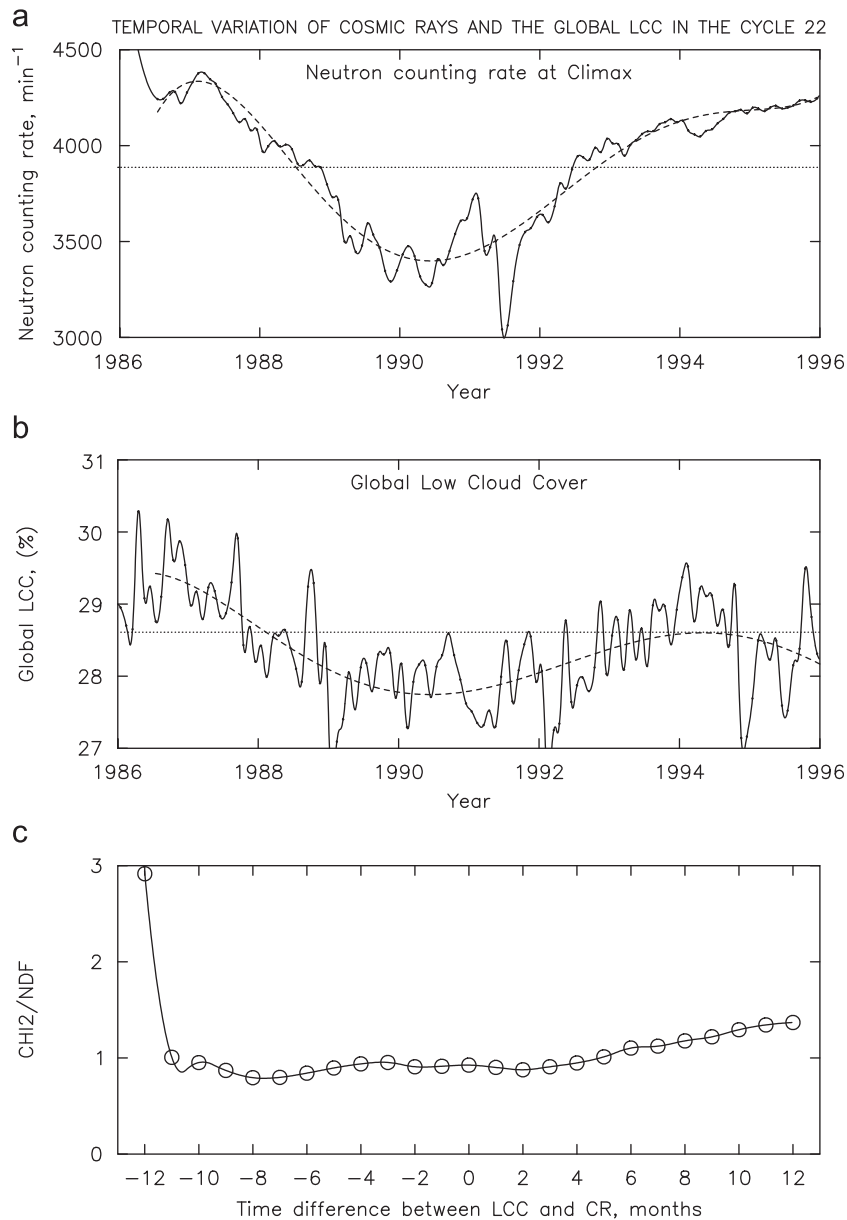 a
TEMPORAL VARIATION OF COSMIC RAYS AND THE GLOBAL LCC IN THE CYCLE 22
Neutron counting rate at Climax
Neutron counting rate, min⁻¹
4500
4000
3500
3000
1986 1988 1990 1992 1994 1996
Year
b
Global Low Cloud Cover
Global LCC, (%)
31
30
29
28
27
1986 1988 1990 1992 1994 1996
Year
c
CHI2/NDF
3
2
1
0
−12 −10 −8 −6 −4 −2 0 2 4 6 8 10 12
Time difference between LCC and CR, months